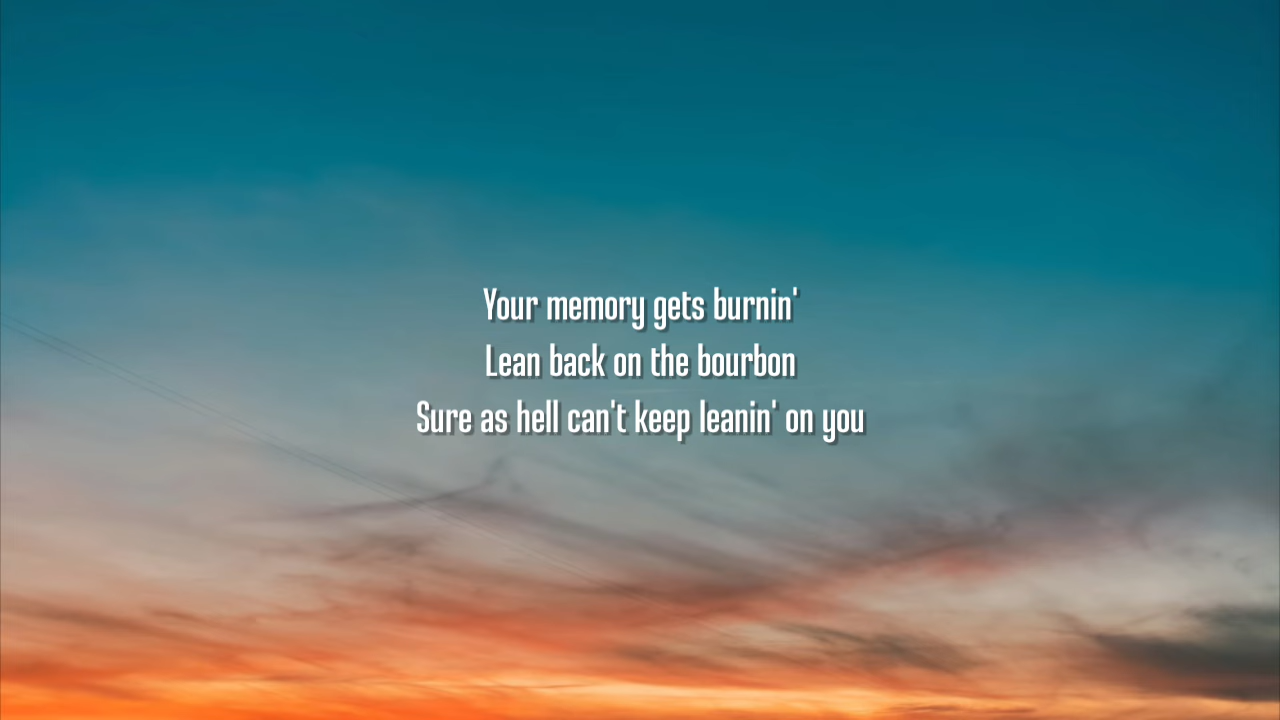 Your memory gets burnin'
Lean back on the bourbon
Sure as hell can't keep leanin' on you